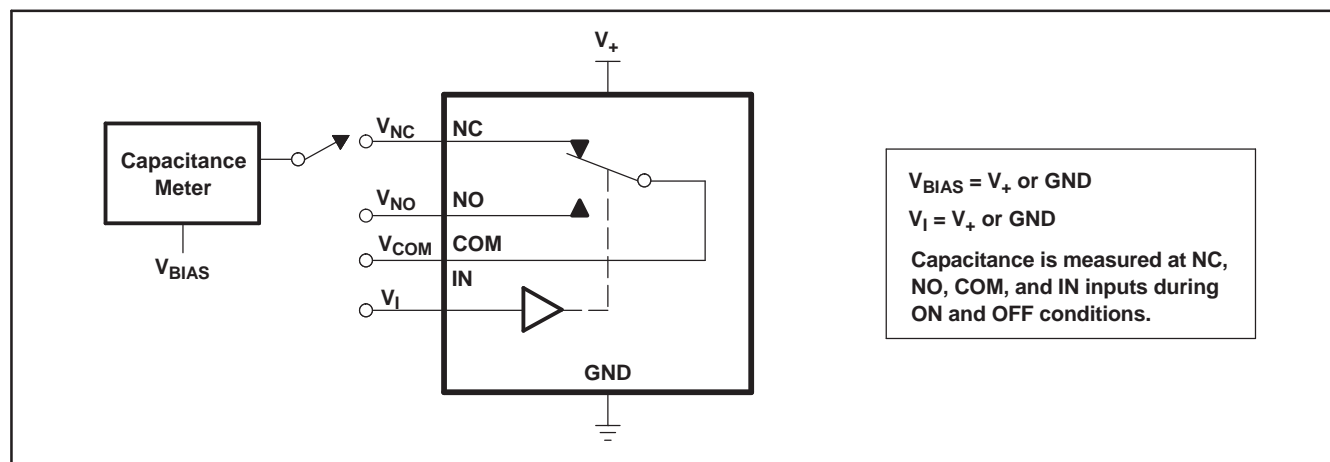 V+
VNC
NC
Capacitance
Meter
VBIAS
VNO
NO
VCOM
COM
IN
VI
GND
VBIAS = V+ or GND
VI = V+ or GND
Capacitance is measured at NC,
NO, COM, and IN inputs during
ON and OFF conditions.